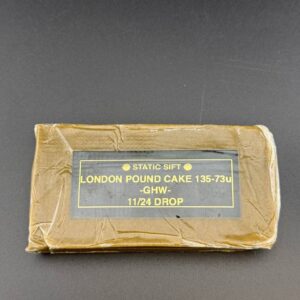 STATIC SIFT
LONDON POUND CAKE 135-73u
-GHW-
11/24 DROP